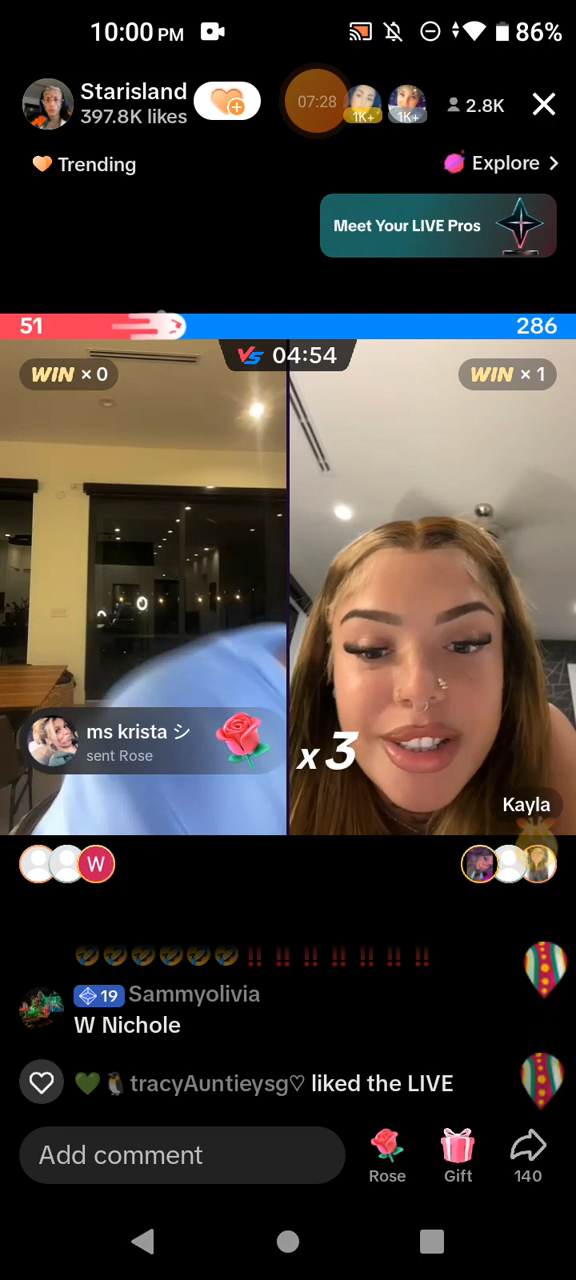 10:00 PM
86%
Starisland
397.8K likes
07:28
1K+
1K+
2.8K
Trending
Explore
Meet Your LIVE Pros
51
286
VS 04:54
WIN × 0
WIN × 1
ms krista シ
sent Rose
x 3
Kayla
W
19 Sammyolivia
W Nichole
tracyAuntieysg♡ liked the LIVE
Add comment
Rose
Gift
140